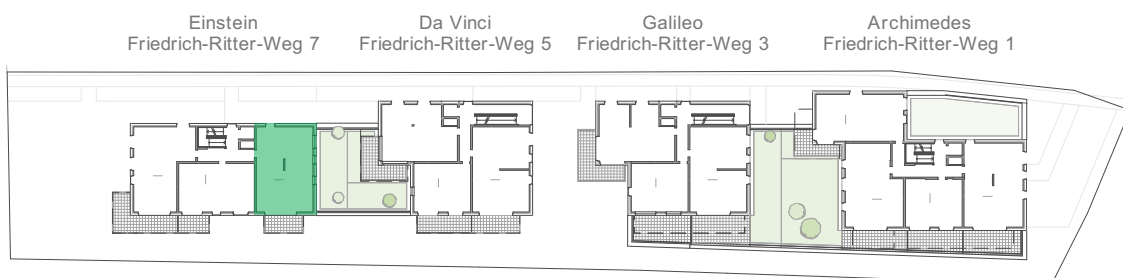 Einstein
Friedrich-Ritter-Weg 7
Da Vinci
Friedrich-Ritter-Weg 5
Galileo
Friedrich-Ritter-Weg 3
Archimedes
Friedrich-Ritter-Weg 1